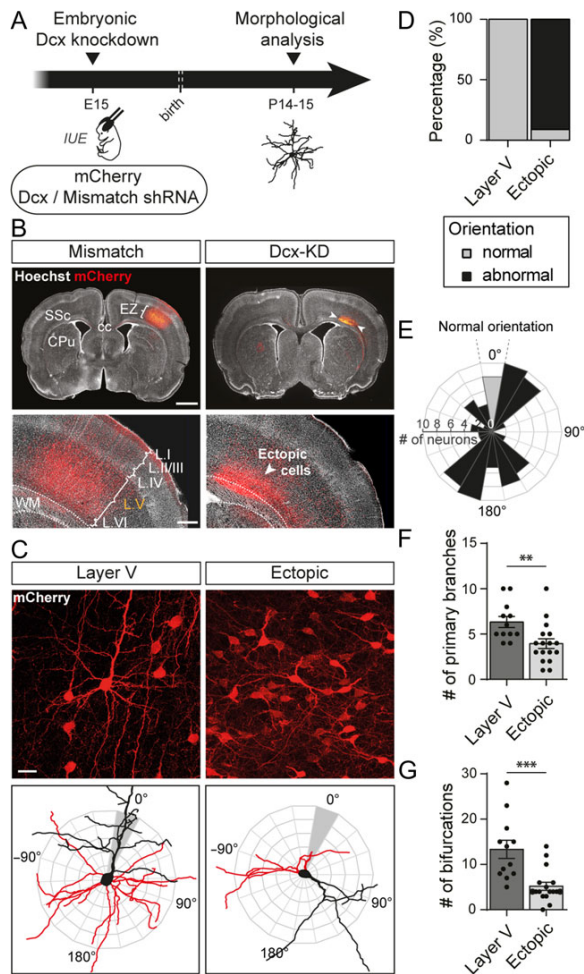 A
Embryonic
Dcx knockdown
Morphological
analysis
E15
birth
P14-15
IUE
mCherry
Dcx / Mismatch shRNA
B
Mismatch
Dcx-KD
Hoechst mCherry
SSc
EZ
cc
CPu
L.I
L.II/III
L.IV
L.V
L.VI
WM
Ectopic
cells
C
Layer V
Ectopic
mCherry
0°
-90°
90°
180°
0°
-90°
90°
180°
D
Percentage (%)
100
50
0
Layer V
Ectopic
Orientation
normal
abnormal
E
Normal orientation
0°
10 8 6 4 2 0
# of neurons
90°
180°
F
# of primary branches
15
10
5
0
**
Layer V
Ectopic
G
# of bifurcations
30
20
10
0
***
Layer V
Ectopic